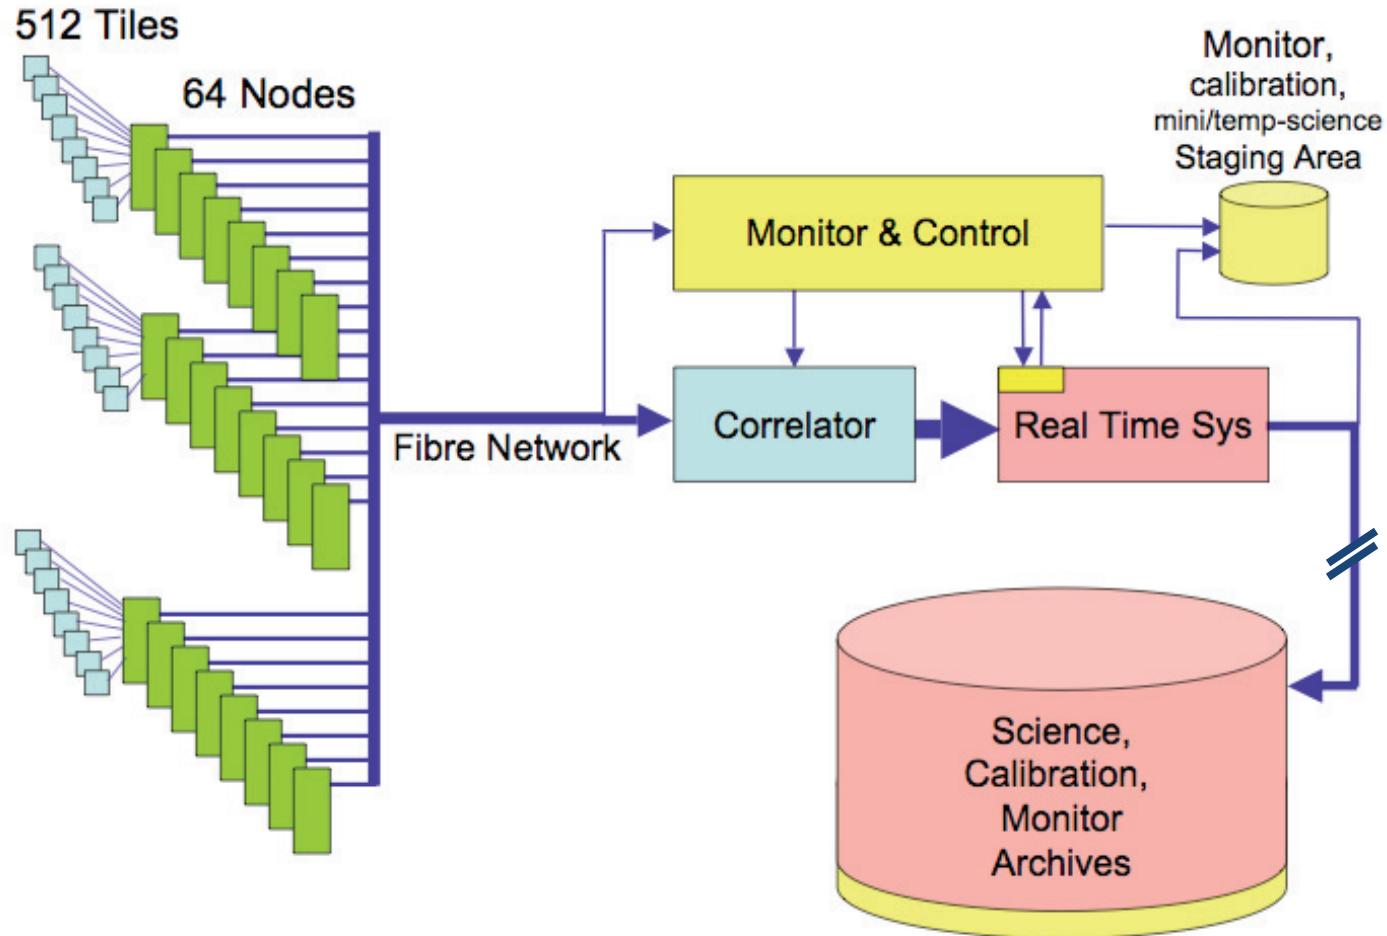 512 Tiles
64 Nodes
Monitor,
calibration,
mini/temp-science
Staging Area
Monitor & Control
Fibre Network
Correlator
Real Time Sys
Science,
Calibration,
Monitor
Archives